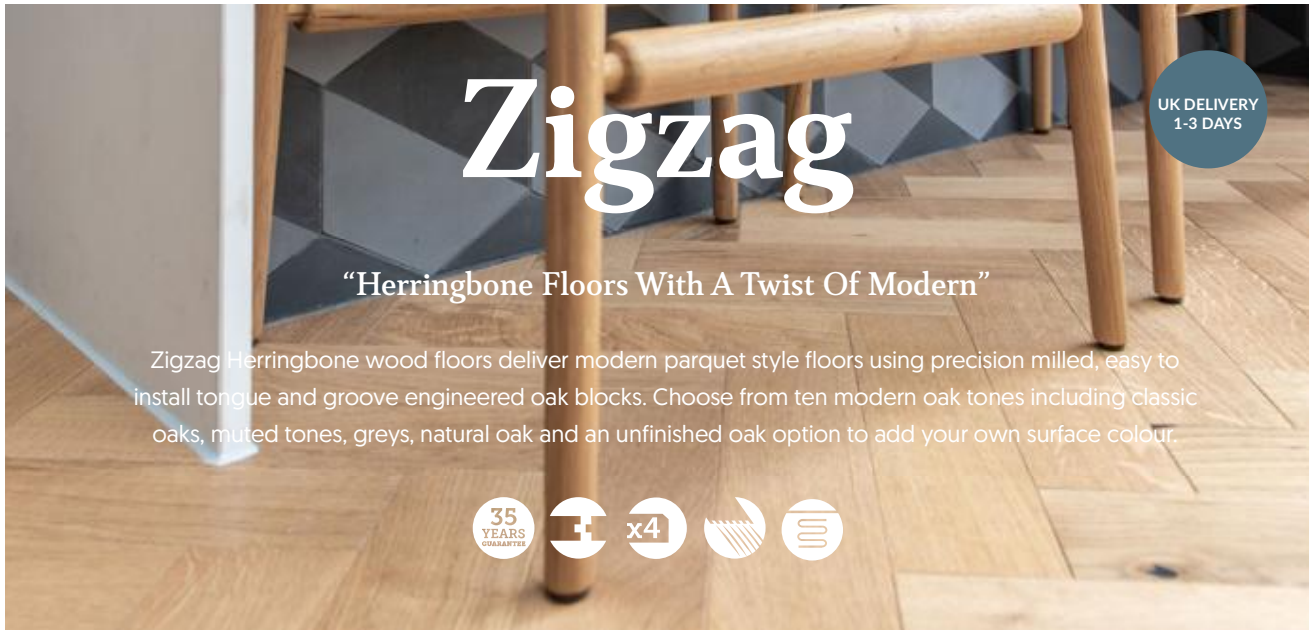 Zigzag
UK DELIVERY
1-3 DAYS
“Herringbone Floors With A Twist Of Modern”
Zigzag Herringbone wood floors deliver modern parquet style floors using precision milled, easy to
install tongue and groove engineered oak blocks. Choose from ten modern oak tones including classic
oaks, muted tones, greys, natural oak and an unfinished oak option to add your own surface colour.
35
YEARS
GUARANTEE
x4